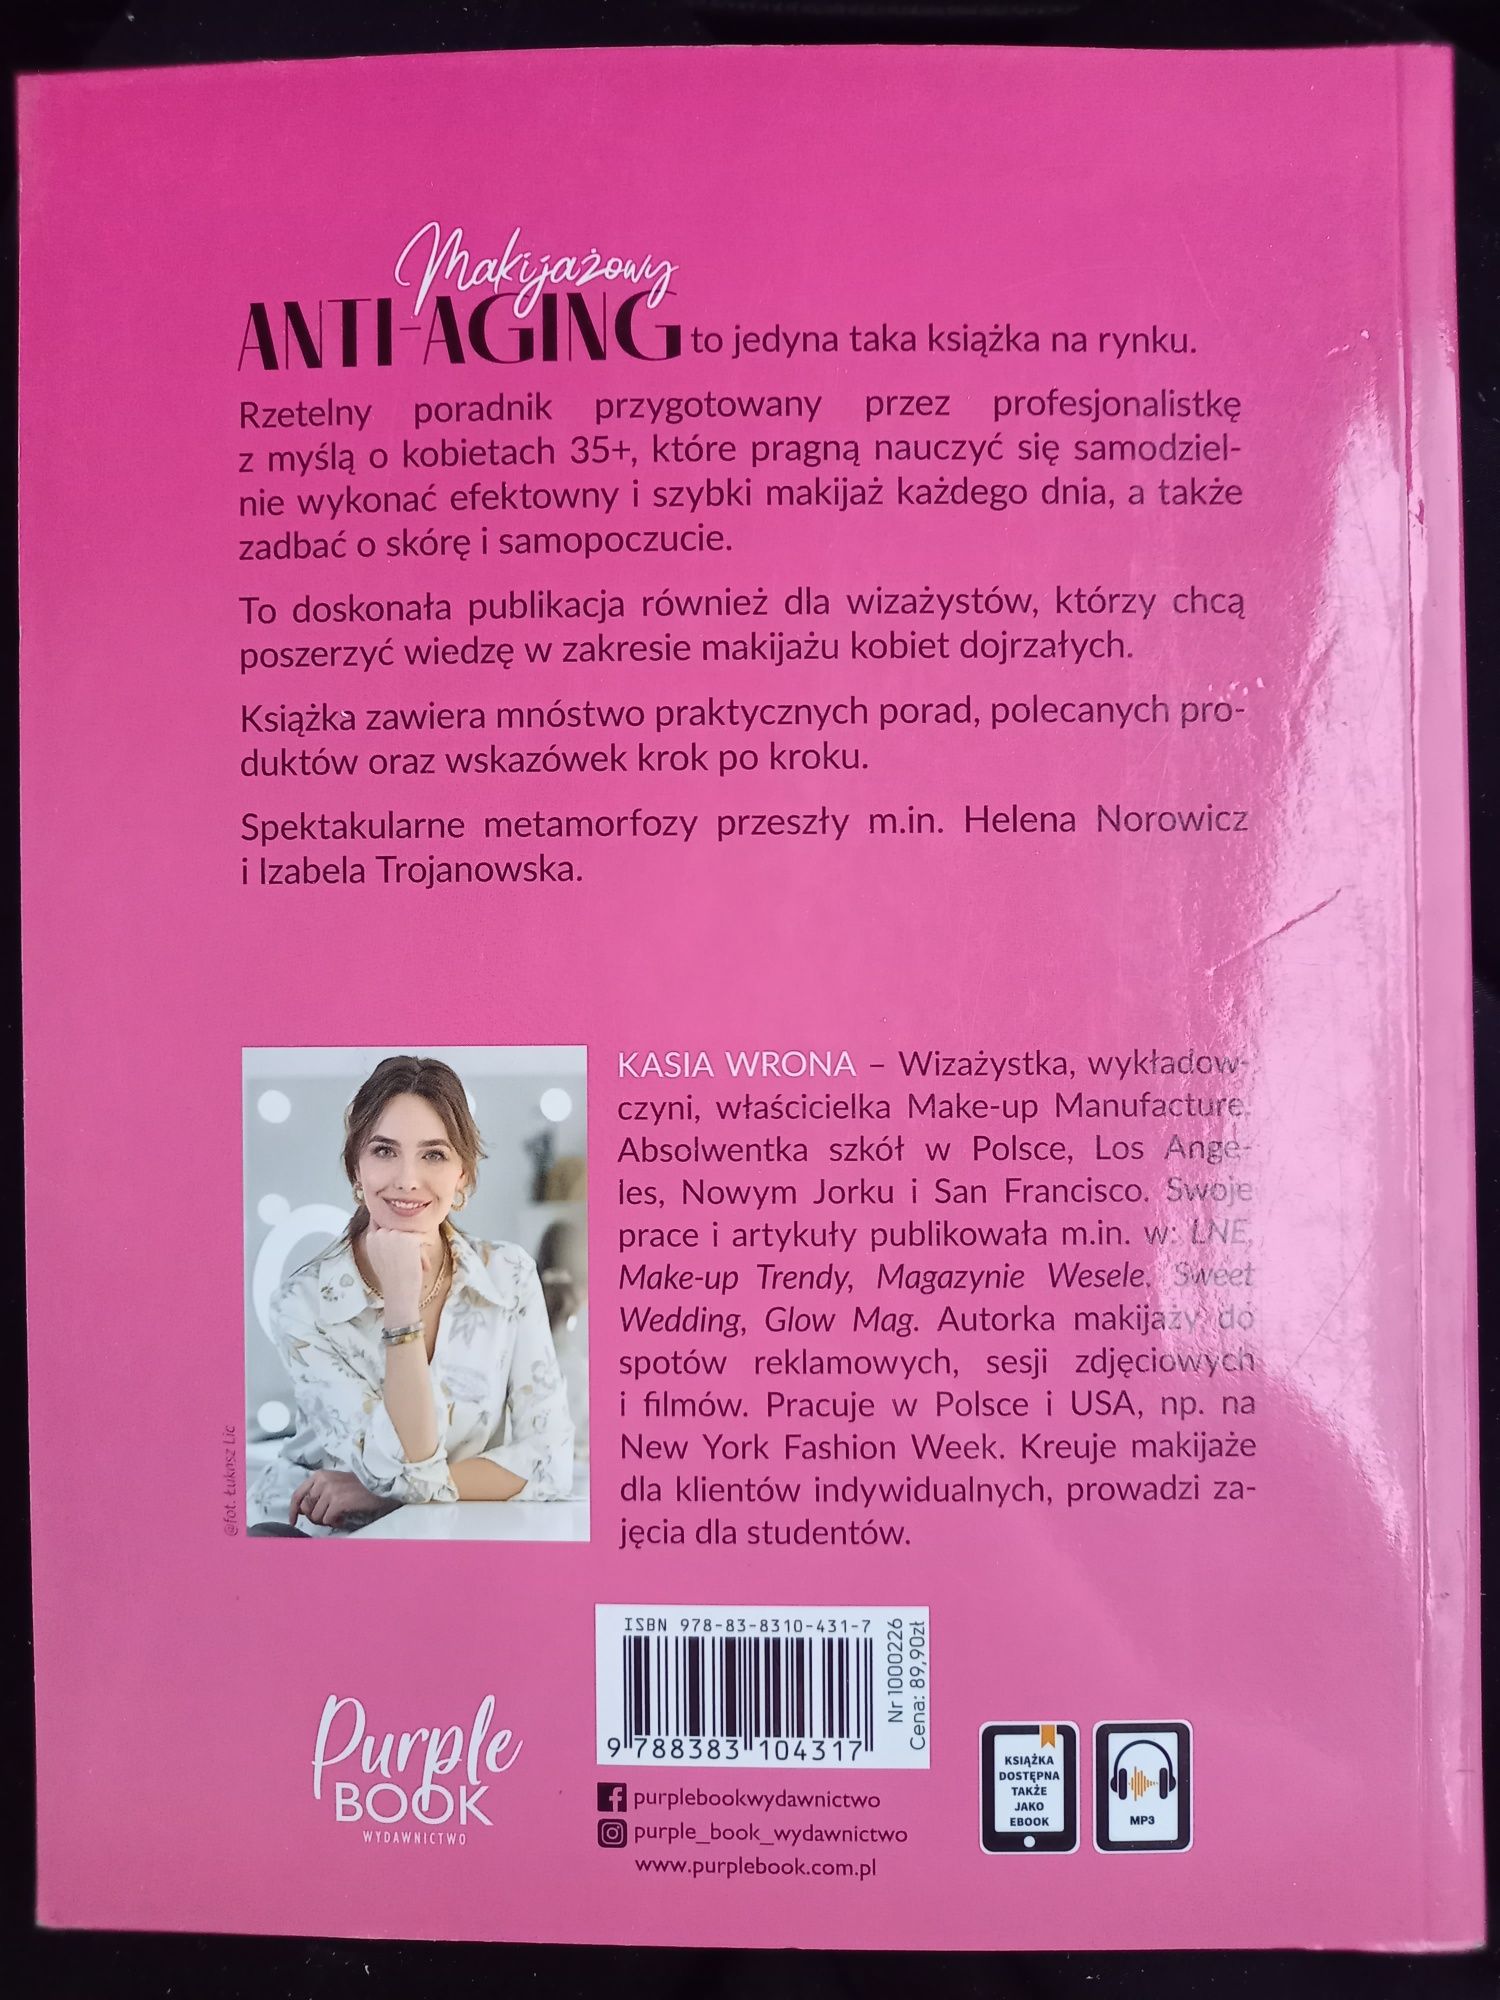 Makijażowy
ANTI-AGING to jedyna taka książka na rynku.
Rzetelny poradnik przygotowany przez profesjonalistkę
z myślą o kobietach 35+, które pragną nauczyć się samodziel-
nie wykonać efektowny i szybki makijaż każdego dnia, a także
zadbać o skórę i samopoczucie.
To doskonała publikacja również dla wizażystów, którzy chcą
poszerzyć wiedzę w zakresie makijażu kobiet dojrzałych.
Książka zawiera mnóstwo praktycznych porad, polecanych pro-
duktów oraz wskazówek krok po kroku.
Spektakularne metamorfozy przeszły m.in. Helena Norowicz
i Izabela Trojanowska.
KASIA WRONA – Wizażystka, wykładow-
czyni, właścicielka Make-up Manufacture.
Absolwentka szkół w Polsce, Los Ange-
les, Nowym Jorku i San Francisco. Swoje
prace i artykuły publikowała m.in. w: LNE,
Make-up Trendy, Magazynie Wesele, Sweet
Wedding, Glow Mag. Autorka makijaży do
spotów reklamowych, sesji zdjęciowych
i filmów. Pracuje w Polsce i USA, np. na
New York Fashion Week. Kreuje makijaże
dla klientów indywidualnych, prowadzi za-
jęcia dla studentów.
@fot. Łukasz Lic
ISBN 978-83-8310-431-7
9 788383 104317
Nr 1000226
Cena: 89,90zł
Purple
BOOK
WYDAWNICTWO
purplebookwydawnictwo
purple_book_wydawnictwo
www.purplebook.com.pl
KSIĄŻKA
DOSTĘPNA
TAKŻE
JAKO
EBOOK
MP3